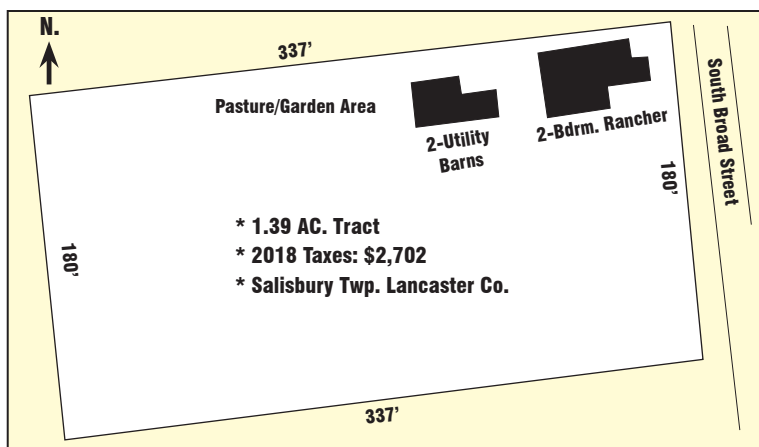 N.
337'
Pasture/Garden Area
2-Utility
Barns
2-Bdrm. Rancher
South Broad Street
180'
180'
* 1.39 AC. Tract
* 2018 Taxes: $2,702
* Salisbury Twp. Lancaster Co.
337'